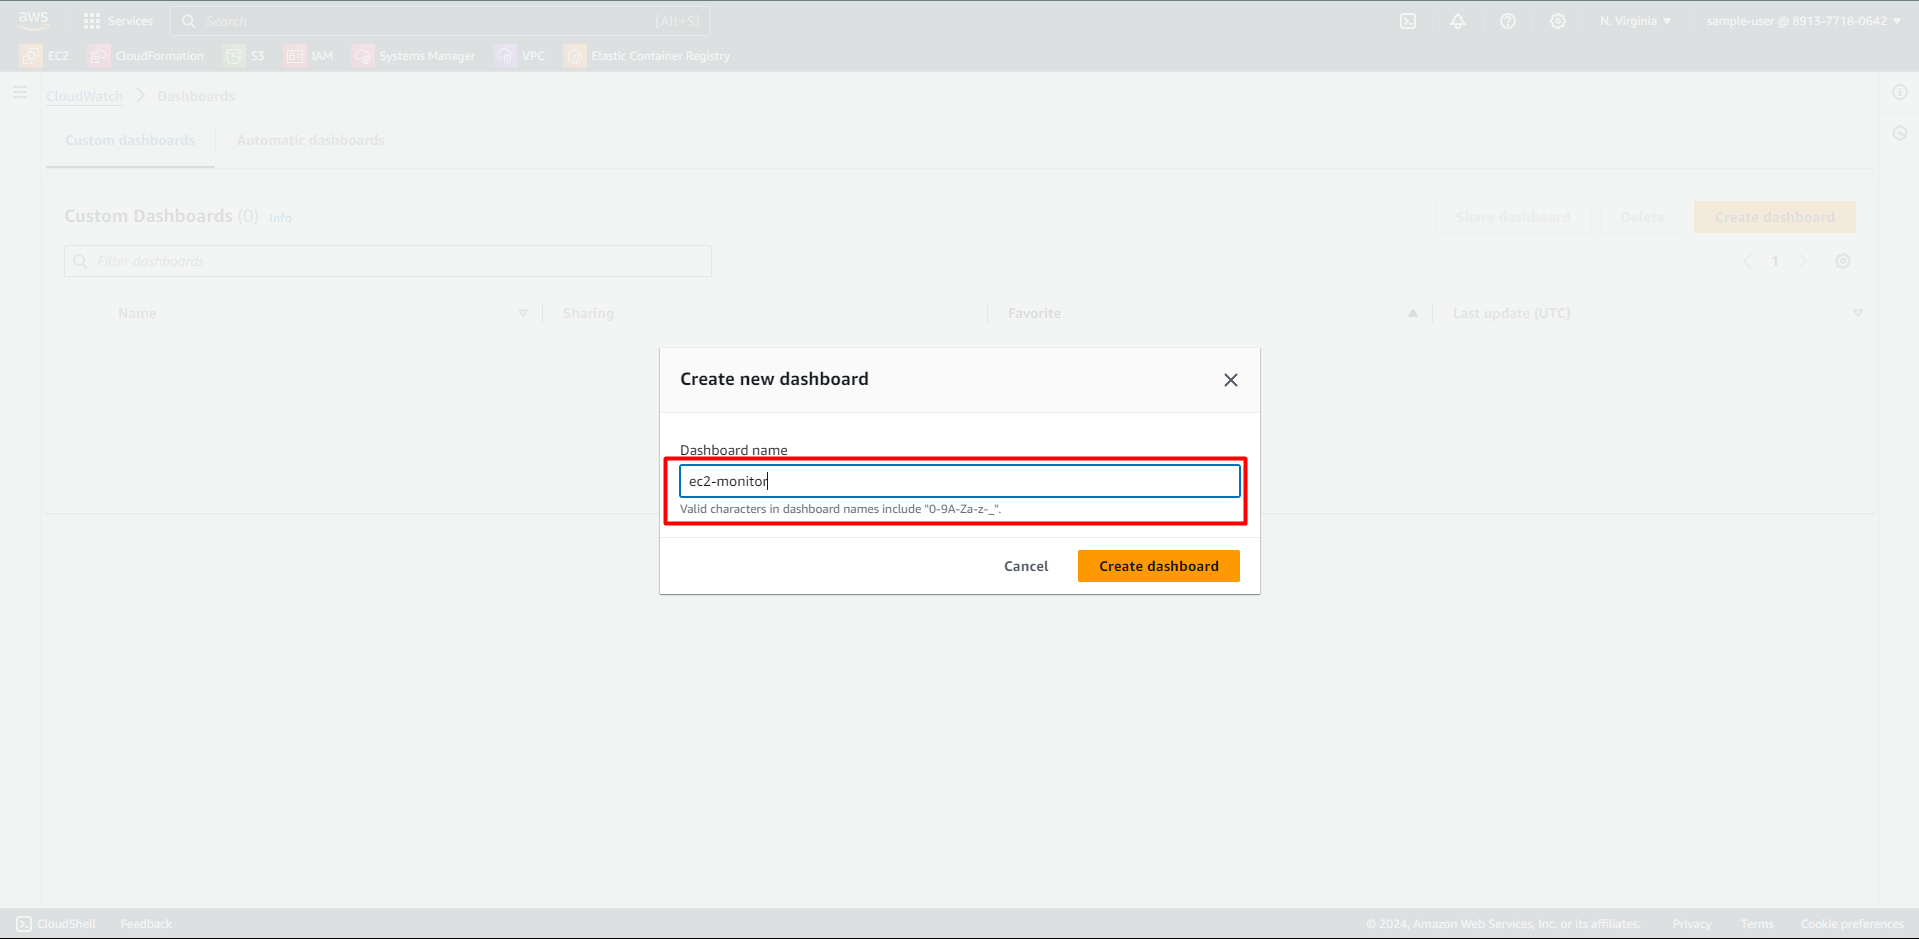 aws
Services
Search
[Alt+S]
N. Virginia
sample-user @ 8913-7718-0642
EC2
CloudFormation
S3
IAM
Systems Manager
VPC
Elastic Container Registry
CloudWatch
Dashboards
Custom dashboards
Automatic dashboards
Custom Dashboards (0)
Info
Share dashboard
Delete
Create dashboard
Filter dashboards
1
Name
Sharing
Favorite
Last update (UTC)
Create new dashboard
Dashboard name
ec2-monitor
Valid characters in dashboard names include "0-9A-Za-z-_".
Cancel
Create dashboard
CloudShell
Feedback
© 2024, Amazon Web Services, Inc. or its affiliates.
Privacy
Terms
Cookie preferences